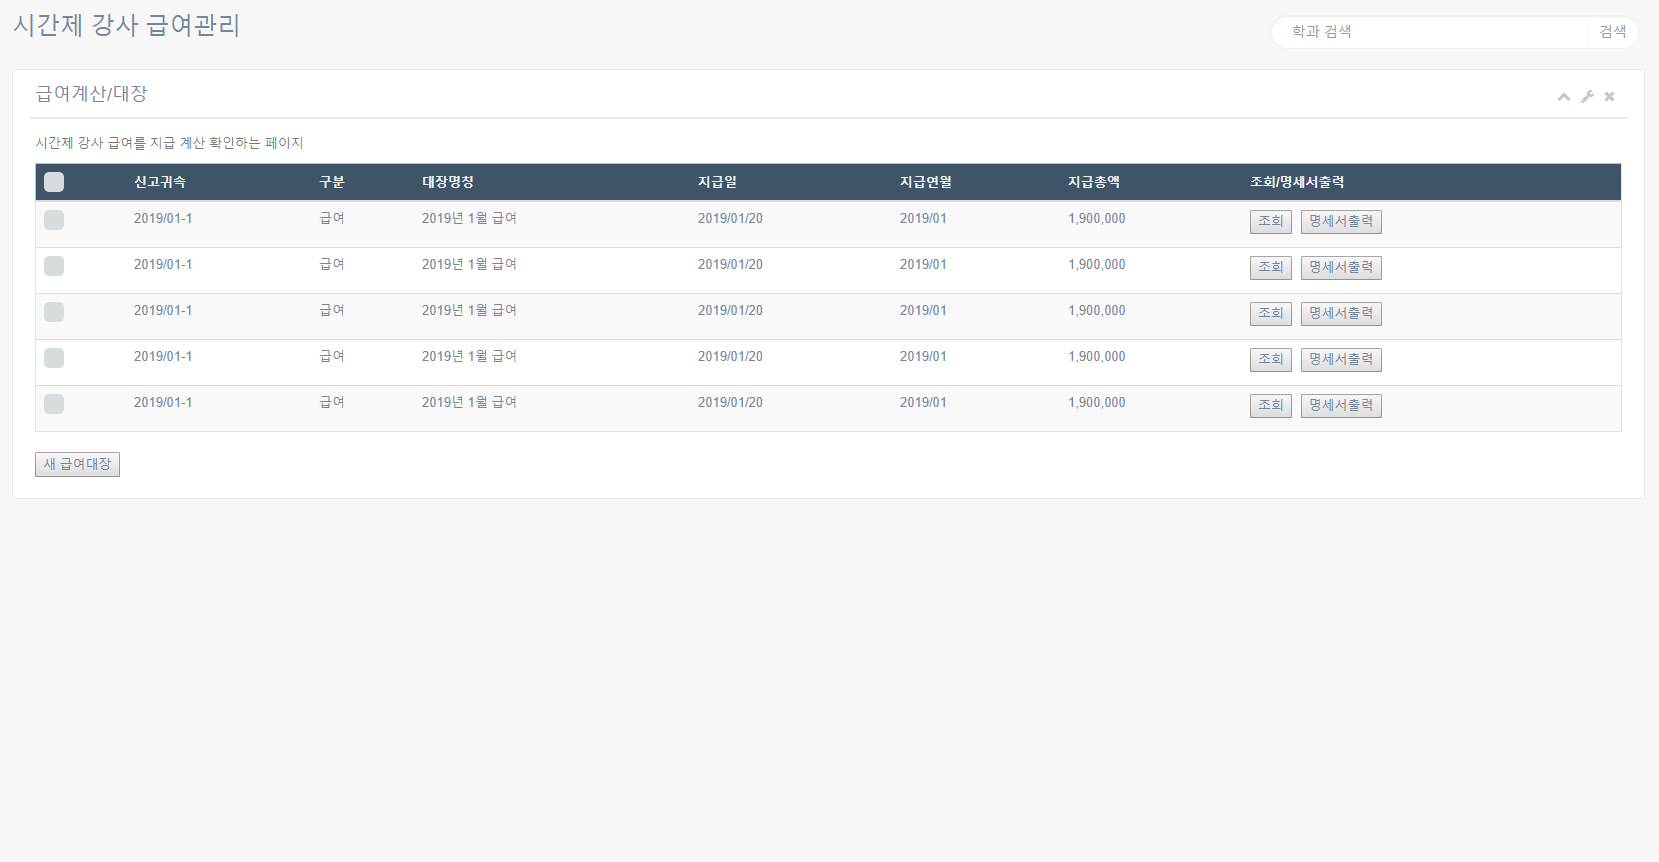 시간제 강사 급여관리
학과 검색 검색
급여계산/대장
시간제 강사 급여를 지급 계산 확인하는 페이지
신고귀속 구분 대장명칭 지급일 지급연월 지급총액 조회/명세서출력
2019/01-1 급여 2019년 1월 급여 2019/01/20 2019/01 1,900,000 조회 명세서출력
2019/01-1 급여 2019년 1월 급여 2019/01/20 2019/01 1,900,000 조회 명세서출력
2019/01-1 급여 2019년 1월 급여 2019/01/20 2019/01 1,900,000 조회 명세서출력
2019/01-1 급여 2019년 1월 급여 2019/01/20 2019/01 1,900,000 조회 명세서출력
2019/01-1 급여 2019년 1월 급여 2019/01/20 2019/01 1,900,000 조회 명세서출력
새 급여대장